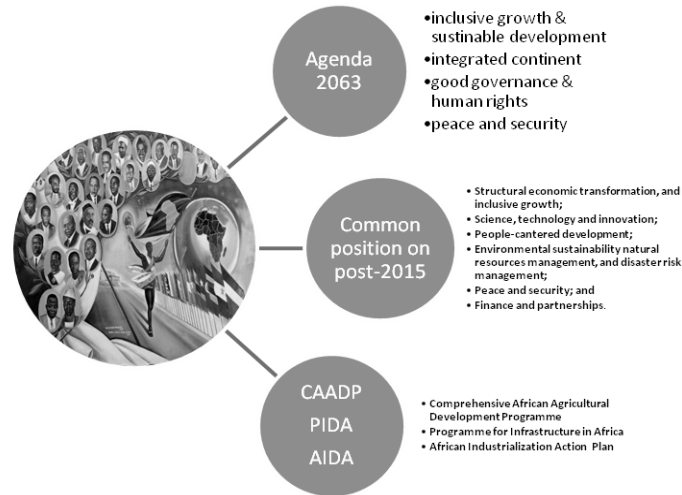 Agenda
2063
•inclusive growth &
sustinable development
•integrated continent
•good governance &
human rights
•peace and security
Common
position on
post-2015
• Structural economic transformation, and
inclusive growth;
• Science, technology and innovation;
• People-cantered development;
• Environmental sustainability natural
resources management, and disaster risk
management;
• Peace and security; and
• Finance and partnerships.
CAADP
PIDA
AIDA
• Comprehensive African Agricultural
Development Programme
• Programme for Infrastructure in Africa
• African Industrialization Action Plan